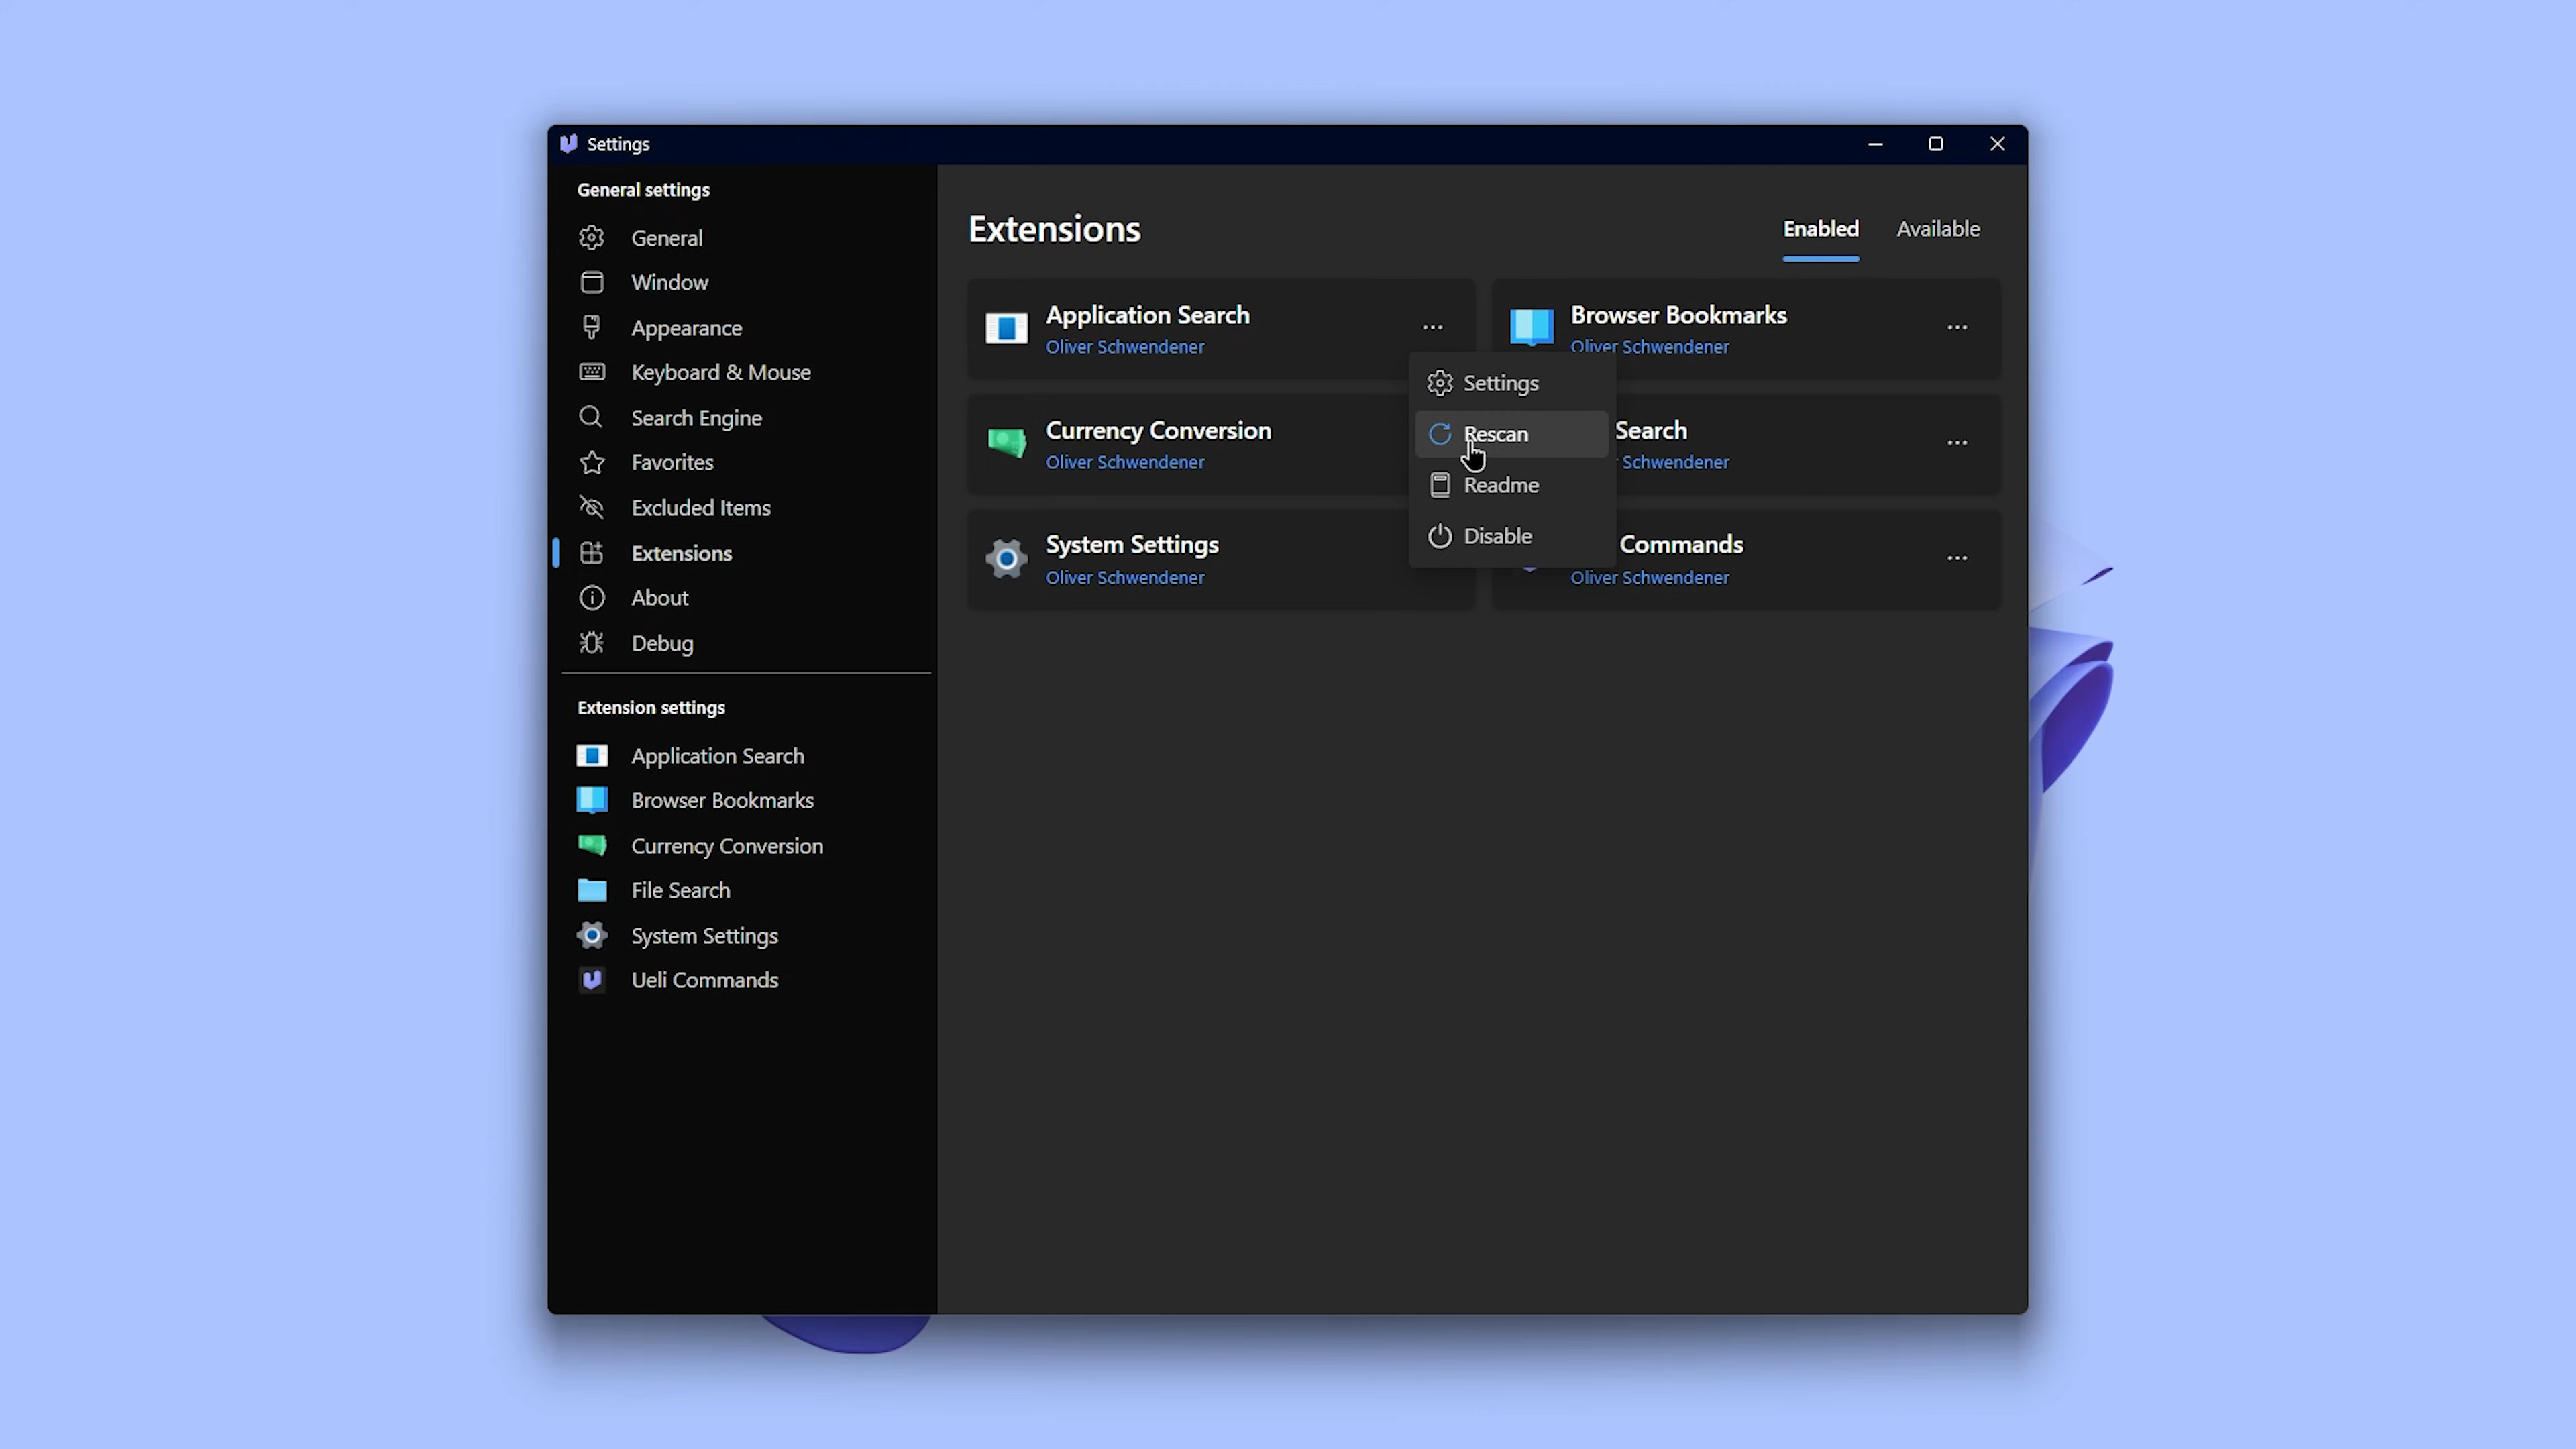 Settings
General settings
General
Window
Appearance
Keyboard & Mouse
Search Engine
Favorites
Excluded Items
Extensions
About
Debug
Extension settings
Application Search
Browser Bookmarks
Currency Conversion
File Search
System Settings
Ueli Commands
Extensions
Enabled
Available
Application Search
Oliver Schwendener
Browser Bookmarks
Oliver Schwendener
Currency Conversion
Oliver Schwendener
Search
Schwendener
System Settings
Oliver Schwendener
Commands
Oliver Schwendener
Settings
Rescan
Readme
Disable